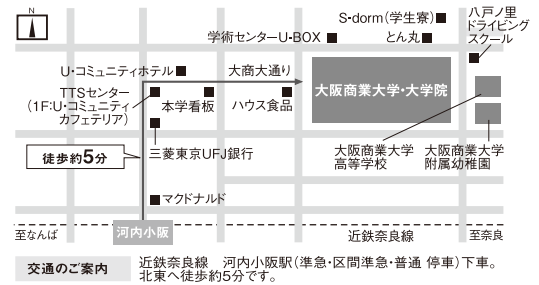 N
S-dorm(学生寮)
八戸ノ里
ドライビング
スクール
学術センターU-BOX
とん丸
U・コミュニティホテル
大商大通り
TTSセンター
(1F:U・コミュニティ
カフェテリア)
本学看板
ハウス食品
大阪商業大学・大学院
徒歩約5分
三菱東京UFJ銀行
大阪商業大学
高等学校
大阪商業大学
附属幼稚園
マクドナルド
至なんば
河内小阪
近鉄奈良線
至奈良
交通のご案内
近鉄奈良線 河内小阪駅(準急・区間準急・普通 停車)下車。
北東へ徒歩約5分です。